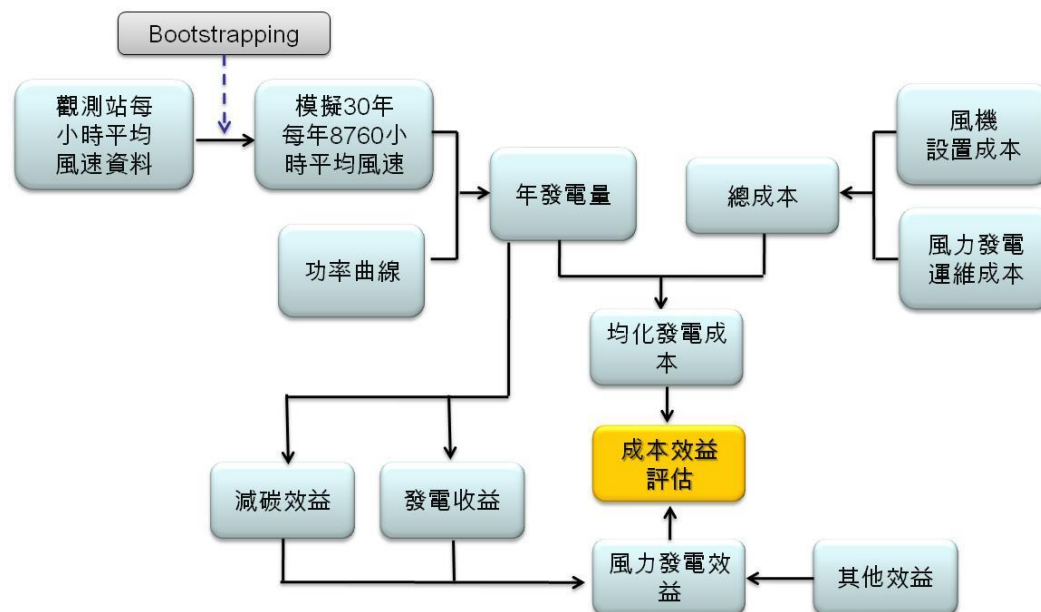 Bootstrapping
觀測站每
小時平均
風速資料
模擬30年
每年8760小
時平均風速
功率曲線
年發電量
總成本
風機
設置成本
風力發電
運維成本
均化發電成
本
成本效益
評估
減碳效益
發電收益
風力發電效
益
其他效益